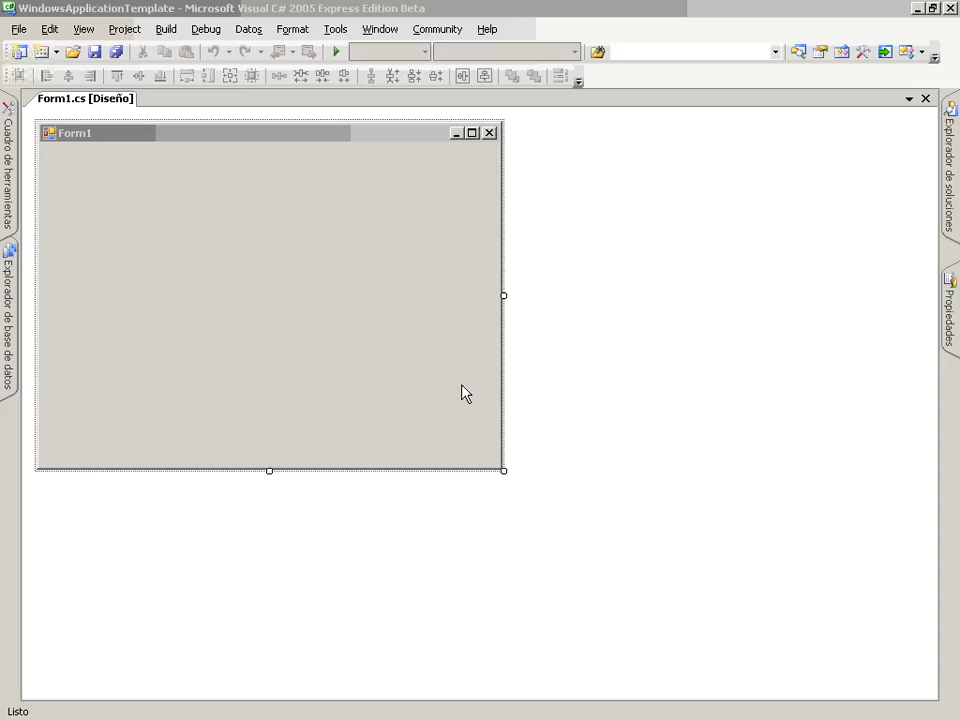 WindowsApplicationTemplate - Microsoft Visual C# 2005 Express Edition Beta
File Edit View Project Build Debug Datos Format Tools Window Community Help
Form1.cs [Diseño]
Form1
Cuadro de herramientas
Explorador de base de datos
Explorador de soluciones
Propiedades
Listo